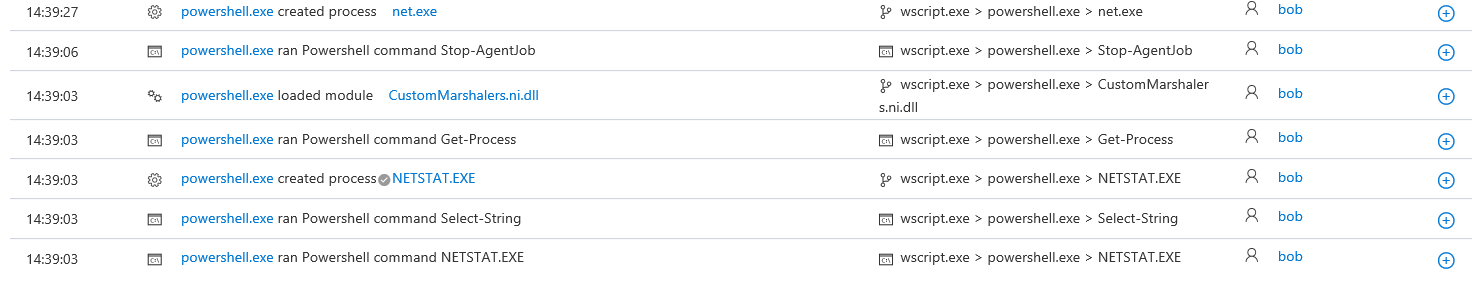 14:39:27 powershell.exe created process net.exe wscript.exe > powershell.exe > net.exe bob
14:39:06 powershell.exe ran Powershell command Stop-AgentJob wscript.exe > powershell.exe > Stop-AgentJob bob
14:39:03 powershell.exe loaded module CustomMarshalers.ni.dll wscript.exe > powershell.exe > CustomMarshaler bob
s.ni.dll
14:39:03 powershell.exe ran Powershell command Get-Process wscript.exe > powershell.exe > Get-Process bob
14:39:03 powershell.exe created process NETSTAT.EXE wscript.exe > powershell.exe > NETSTAT.EXE bob
14:39:03 powershell.exe ran Powershell command Select-String wscript.exe > powershell.exe > Select-String bob
14:39:03 powershell.exe ran Powershell command NETSTAT.EXE wscript.exe > powershell.exe > NETSTAT.EXE bob